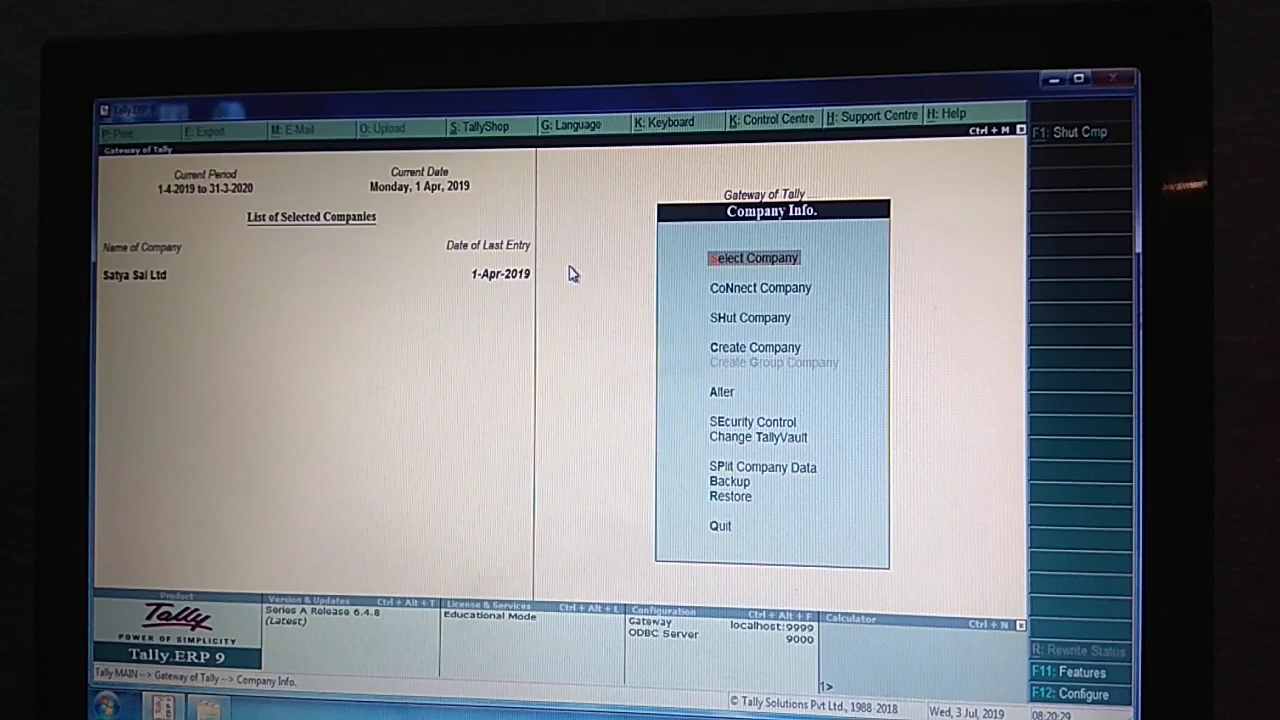 Tally.ERP 9
P: Print E: Export M: E-Mail O: Upload S: TallyShop G: Language K: Keyboard K: Control Centre H: Support Centre H: Help
F1: Shut Cmp
Gateway of Tally
Ctrl + M
Current Period
1-4-2019 to 31-3-2020
Current Date
Monday, 1 Apr, 2019
List of Selected Companies
Name of Company Date of Last Entry
Satya Sai Ltd 1-Apr-2019
Gateway of Tally .....
Company Info.
Select Company
CoNnect Company
SHut Company
Create Company
Create Group Company
Alter
SEcurity Control
Change TallyVault
SPlit Company Data
Backup
Restore
Quit
Product
Tally
POWER OF SIMPLICITY
Tally.ERP 9
Version & Updates Ctrl + Alt + T
Series A Release 6.4.8
(Latest)
License & Services Ctrl + Alt + L
Educational Mode
Configuration Ctrl + Alt + F
Gateway localhost:9999
ODBC Server 9000
Calculator Ctrl + N
1>
R: Rewrite Status
F11: Features
F12: Configure
Tally MAIN --> Gateway of Tally --> Company Info.
© Tally Solutions Pvt Ltd., 1988-2018
Wed, 3 Jul, 2019
08:20:29